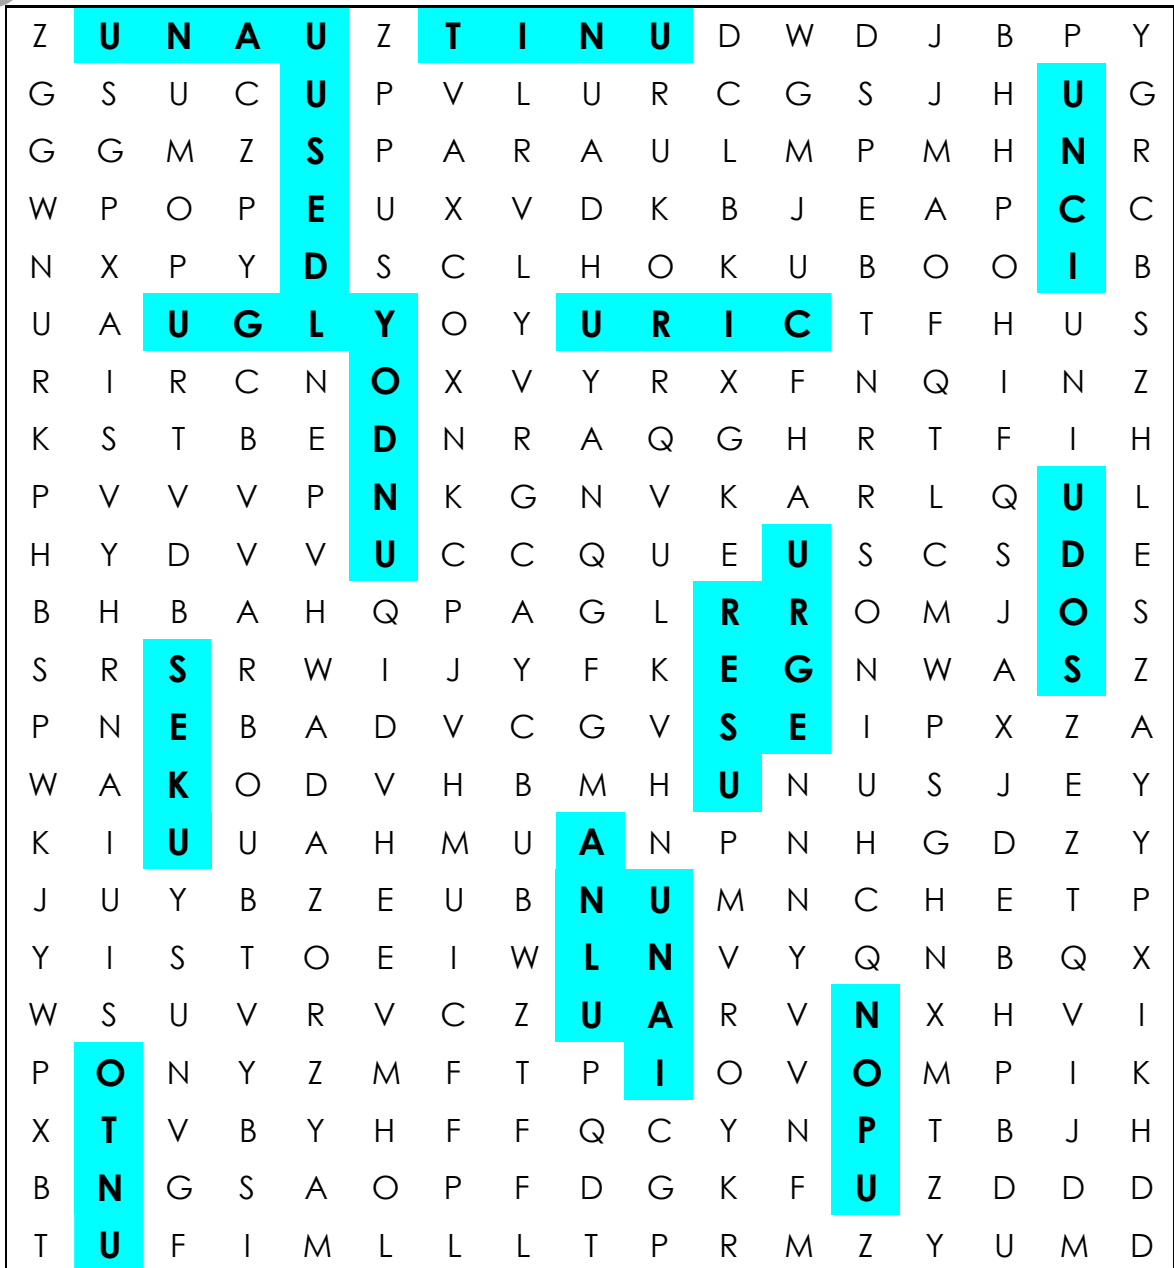 Z U N A U Z T I N U D W D J B P Y
G S U C U P V L U R C G S J H U G
G G M Z S P A R A U L M P M H N R
W P O P E U X V D K B J E A P C C
N X P Y D S C L H O K U B O O I B
U A U G L Y O Y U R I C T F H U S
R I R C N O X V Y R X F N Q I N Z
K S T B E D N R A Q G H R T F I H
P V V V P N K G N V K A R L Q U L
H Y D V V U C C Q U E U S C S D E
B H B A H Q P A G L R R O M J O S
S R S R W I J Y F K E G N W A S Z
P N E B A D V C G V S E I P X Z A
W A K O D V H B M H U N U S J E Y
K I U U A H M U A N P N H G D Z Y
J U Y B Z E U B N U M N C H E T P
Y I S T O E I W L N V Y Q N B Q X
W S U V R V C Z U A R V N X H V I
P O N Y Z M F T P I O V O M P I K
X T V B Y H F F Q C Y N P T B J H
B N G S A O P F D G K F U Z D D D
T U F I M L L L T P R M Z Y U M D